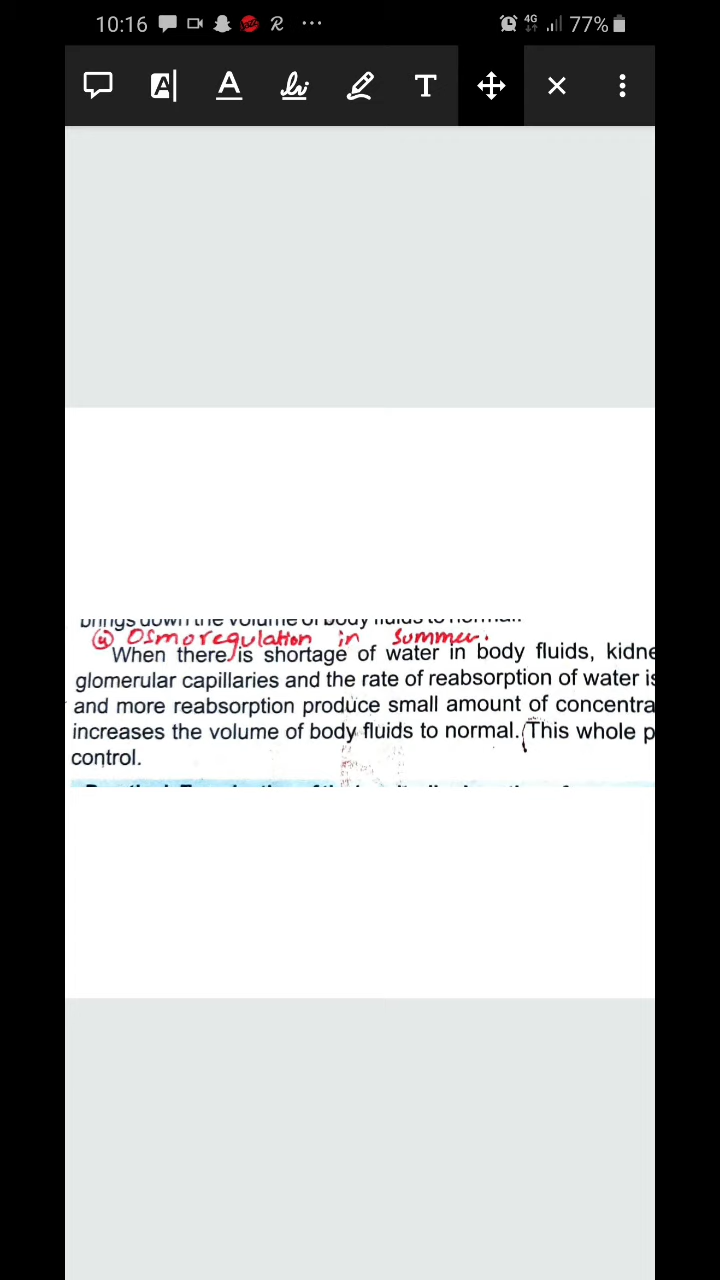 10:16 4G 77%
A A T
(ii) Osmoregulation in Summer.
When there is shortage of water in body fluids, kidne
glomerular capillaries and the rate of reabsorption of water is
and more reabsorption produce small amount of concentra
increases the volume of body fluids to normal. (This whole p
control.